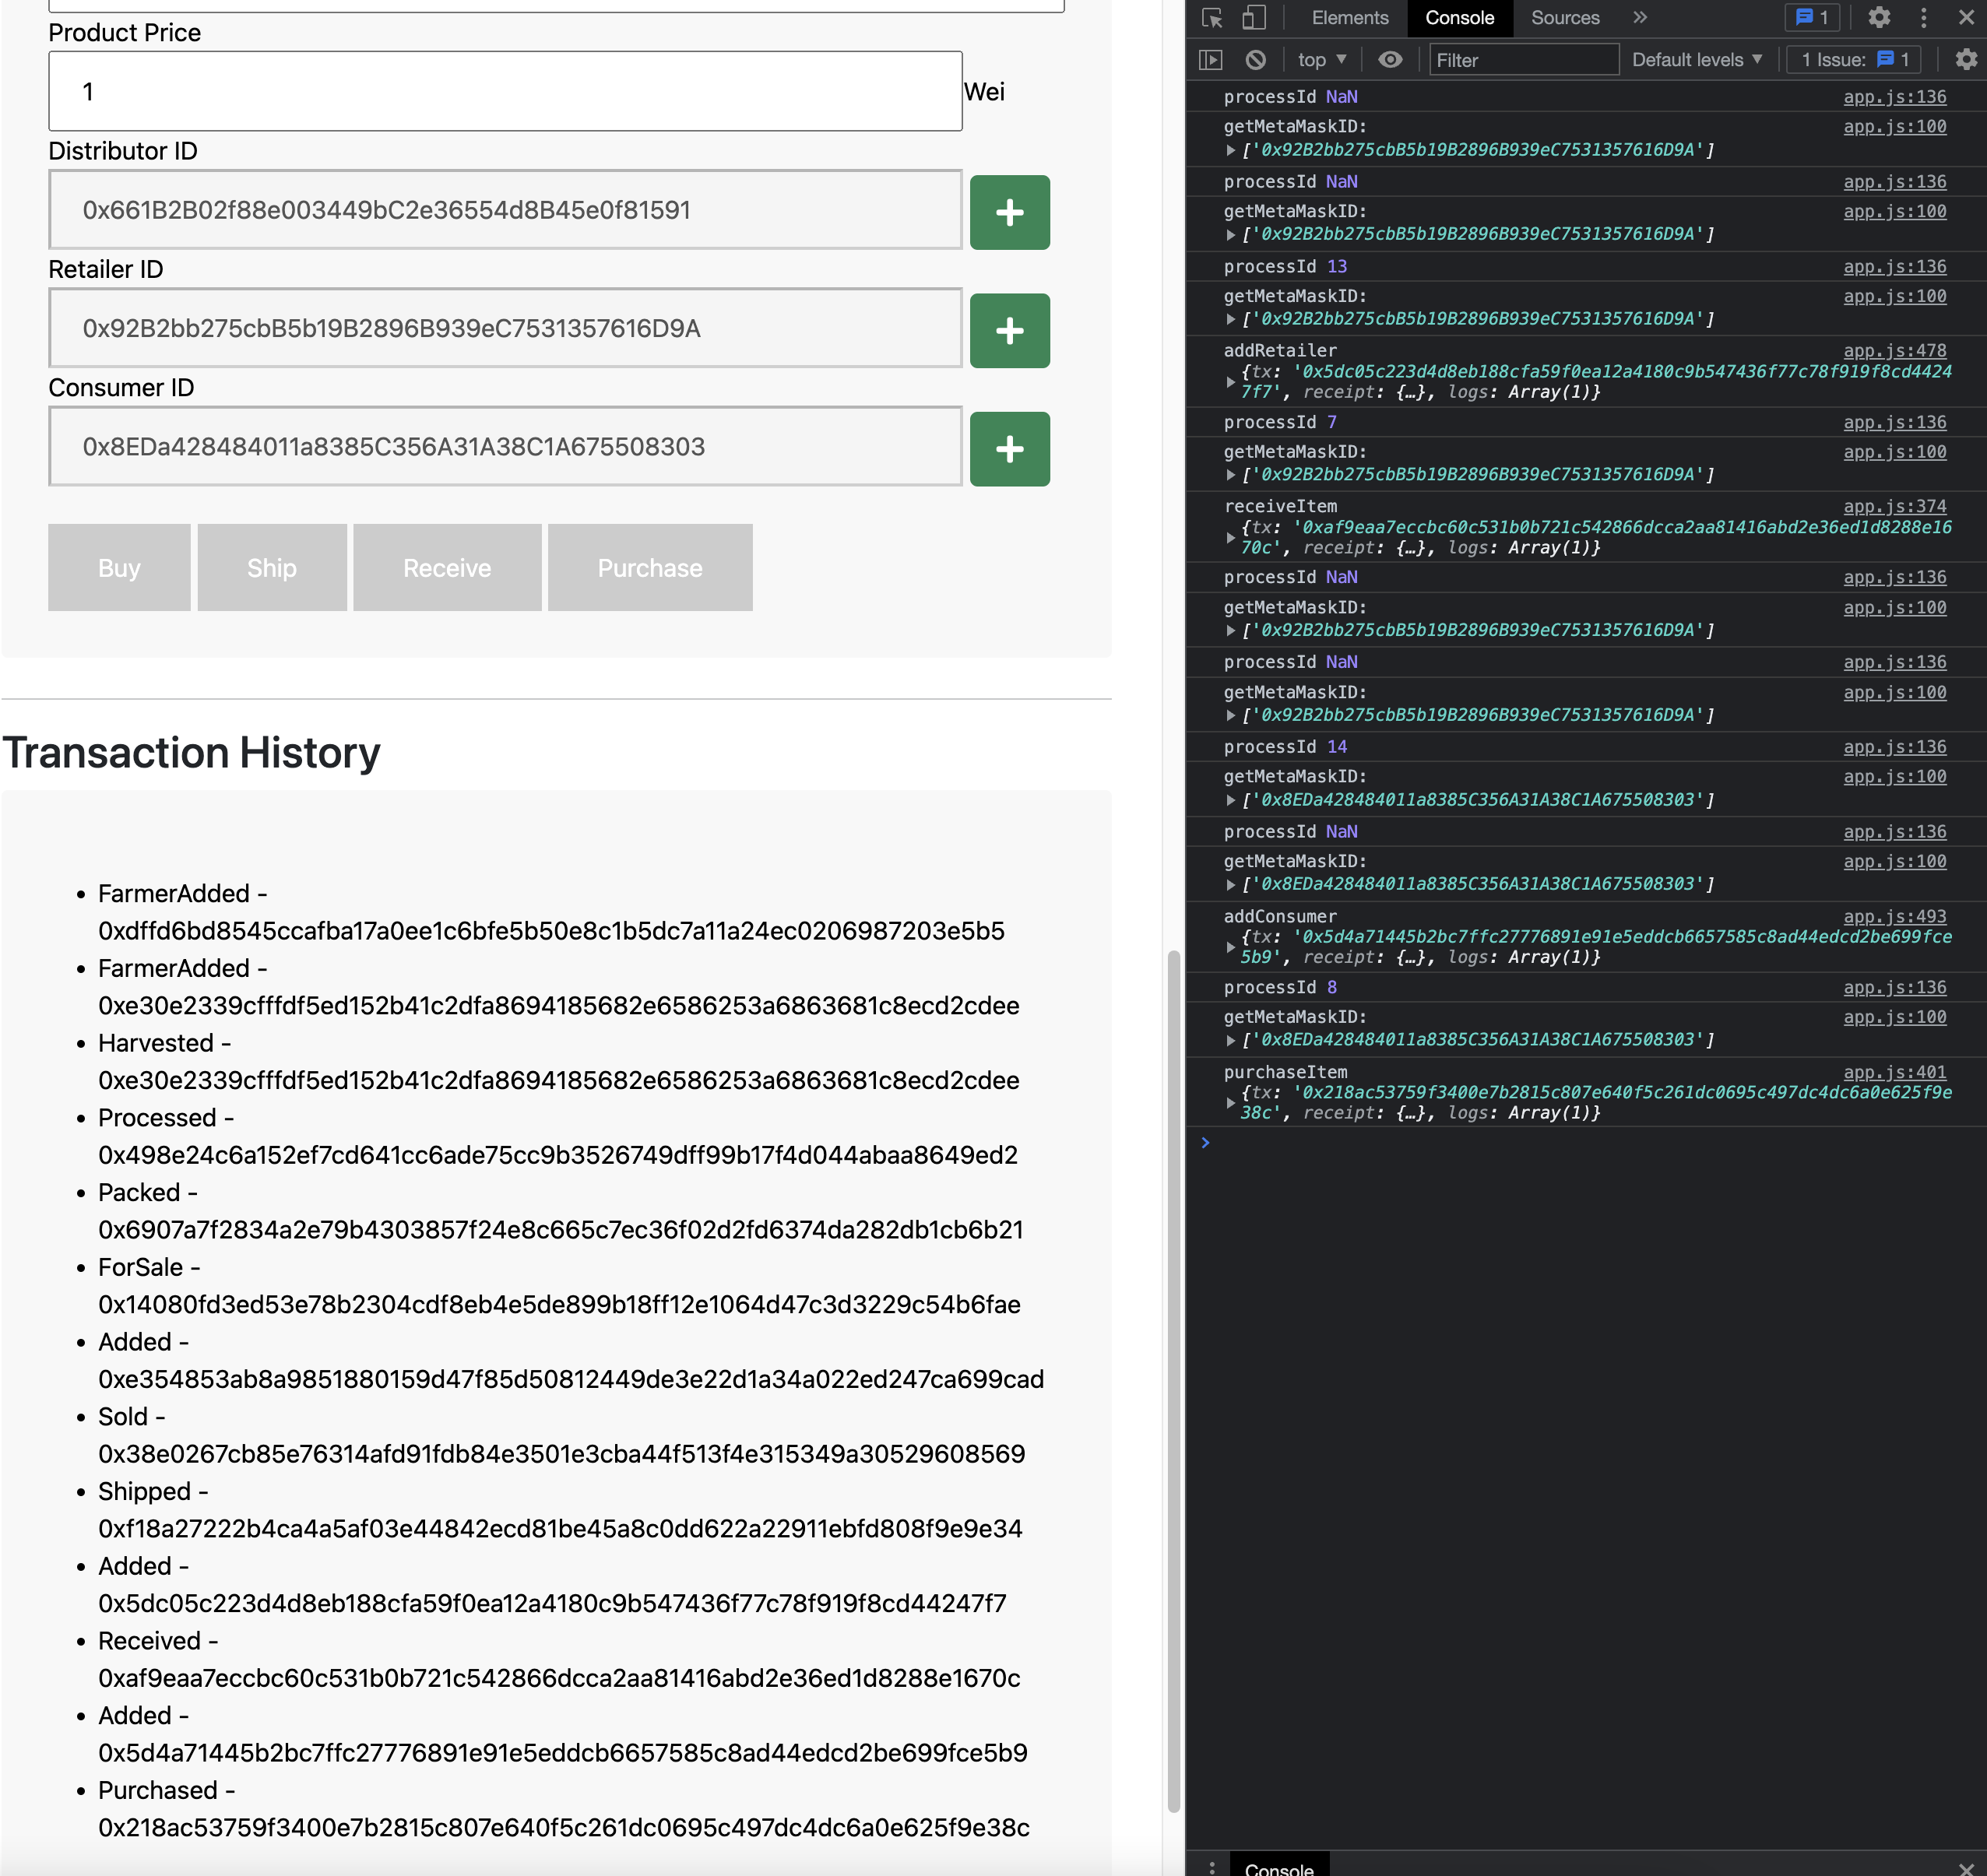 Product Price
1
Wei
Distributor ID
0x661B2B02f88e003449bC2e36554d8B45e0f81591
Retailer ID
0x92B2bb275cbB5b19B2896B939eC7531357616D9A
Consumer ID
0x8EDa428484011a8385C356A31A38C1A675508303
Buy
Ship
Receive
Purchase
Transaction History
FarmerAdded -
0xdffd6bd8545ccafba17a0ee1c6bfe5b50e8c1b5dc7a11a24ec0206987203e5b5
FarmerAdded -
0xe30e2339cfffdf5ed152b41c2dfa8694185682e6586253a6863681c8ecd2cdee
Harvested -
0xe30e2339cfffdf5ed152b41c2dfa8694185682e6586253a6863681c8ecd2cdee
Processed -
0x498e24c6a152ef7cd641cc6ade75cc9b3526749dff99b17f4d044abaa8649ed2
Packed -
0x6907a7f2834a2e79b4303857f24e8c665c7ec36f02d2fd6374da282db1cb6b21
ForSale -
0x14080fd3ed53e78b2304cdf8eb4e5de899b18ff12e1064d47c3d3229c54b6fae
Added -
0xe354853ab8a9851880159d47f85d50812449de3e22d1a34a022ed247ca699cad
Sold -
0x38e0267cb85e76314afd91fdb84e3501e3cba44f513f4e315349a30529608569
Shipped -
0xf18a27222b4ca4a5af03e44842ecd81be45a8c0dd622a22911ebfd808f9e9e34
Added -
0x5dc05c223d4d8eb188cfa59f0ea12a4180c9b547436f77c78f919f8cd44247f7
Received -
0xaf9eaa7eccbc60c531b0b721c542866dcca2aa81416abd2e36ed1d8288e1670c
Added -
0x5d4a71445b2bc7ffc27776891e91e5eddcb6657585c8ad44edcd2be699fce5b9
Purchased -
0x218ac53759f3400e7b2815c807e640f5c261dc0695c497dc4dc6a0e625f9e38c
Elements Console Sources » 1
top Filter Default levels 1 Issue: 1
processId NaN app.js:136
getMetaMaskID: app.js:100
['0x92B2bb275cbB5b19B2896B939eC7531357616D9A']
processId NaN app.js:136
getMetaMaskID: app.js:100
['0x92B2bb275cbB5b19B2896B939eC7531357616D9A']
processId 13 app.js:136
getMetaMaskID: app.js:100
['0x92B2bb275cbB5b19B2896B939eC7531357616D9A']
addRetailer app.js:478
{tx: '0x5dc05c223d4d8eb188cfa59f0ea12a4180c9b547436f77c78f919f8cd4424
7f7', receipt: {…}, logs: Array(1)}
processId 7 app.js:136
getMetaMaskID: app.js:100
['0x92B2bb275cbB5b19B2896B939eC7531357616D9A']
receiveItem app.js:374
{tx: '0xaf9eaa7eccbc60c531b0b721c542866dcca2aa81416abd2e36ed1d8288e16
70c', receipt: {…}, logs: Array(1)}
processId NaN app.js:136
getMetaMaskID: app.js:100
['0x92B2bb275cbB5b19B2896B939eC7531357616D9A']
processId NaN app.js:136
getMetaMaskID: app.js:100
['0x92B2bb275cbB5b19B2896B939eC7531357616D9A']
processId 14 app.js:136
getMetaMaskID: app.js:100
['0x8EDa428484011a8385C356A31A38C1A675508303']
processId NaN app.js:136
getMetaMaskID: app.js:100
['0x8EDa428484011a8385C356A31A38C1A675508303']
addConsumer app.js:493
{tx: '0x5d4a71445b2bc7ffc27776891e91e5eddcb6657585c8ad44edcd2be699fce
5b9', receipt: {…}, logs: Array(1)}
processId 8 app.js:136
getMetaMaskID: app.js:100
['0x8EDa428484011a8385C356A31A38C1A675508303']
purchaseItem app.js:401
{tx: '0x218ac53759f3400e7b2815c807e640f5c261dc0695c497dc4dc6a0e625f9e
38c', receipt: {…}, logs: Array(1)}
Console